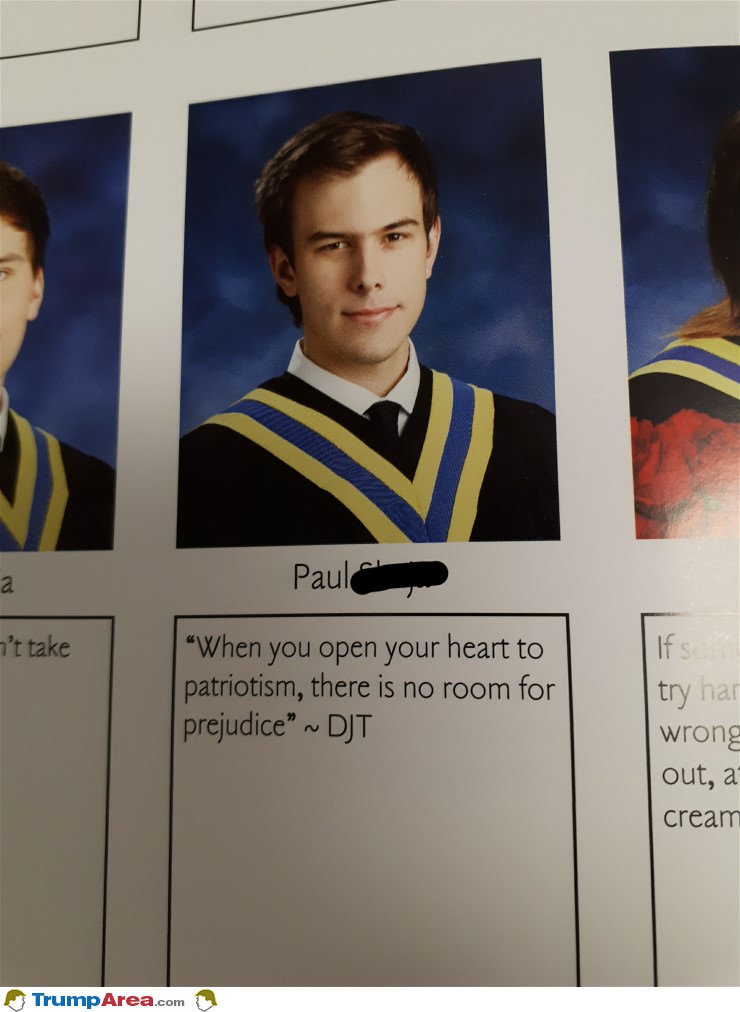 a
Paul
n't take
"When you open your heart to
patriotism, there is no room for
prejudice" ~ DJT
If
try har
wrong
out, a
cream
TrumpArea.com